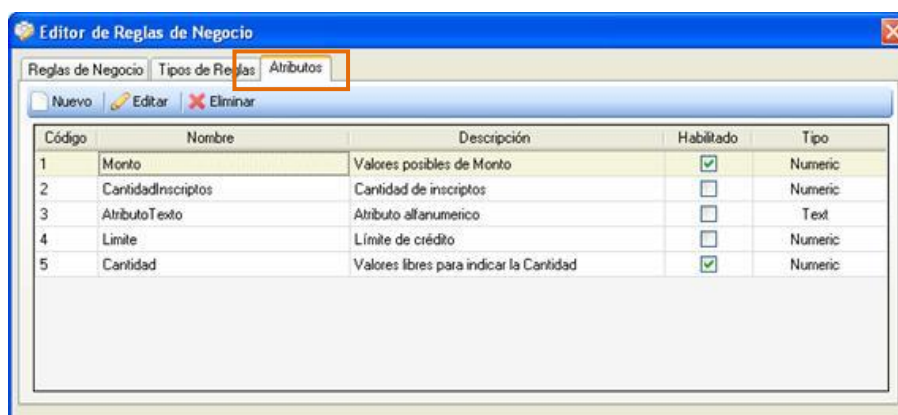 Editor de Reglas de Negocio
Reglas de Negocio Tipos de Reglas Atributos
Nuevo Editar Eliminar
Código Nombre Descripción Habilitado Tipo
1 Monto Valores posibles de Monto Numeric
2 CantidadInscriptos Cantidad de inscriptos Numeric
3 AtributoTexto Atributo alfanumerico Text
4 Limite Límite de crédito Numeric
5 Cantidad Valores libres para indicar la Cantidad Numeric